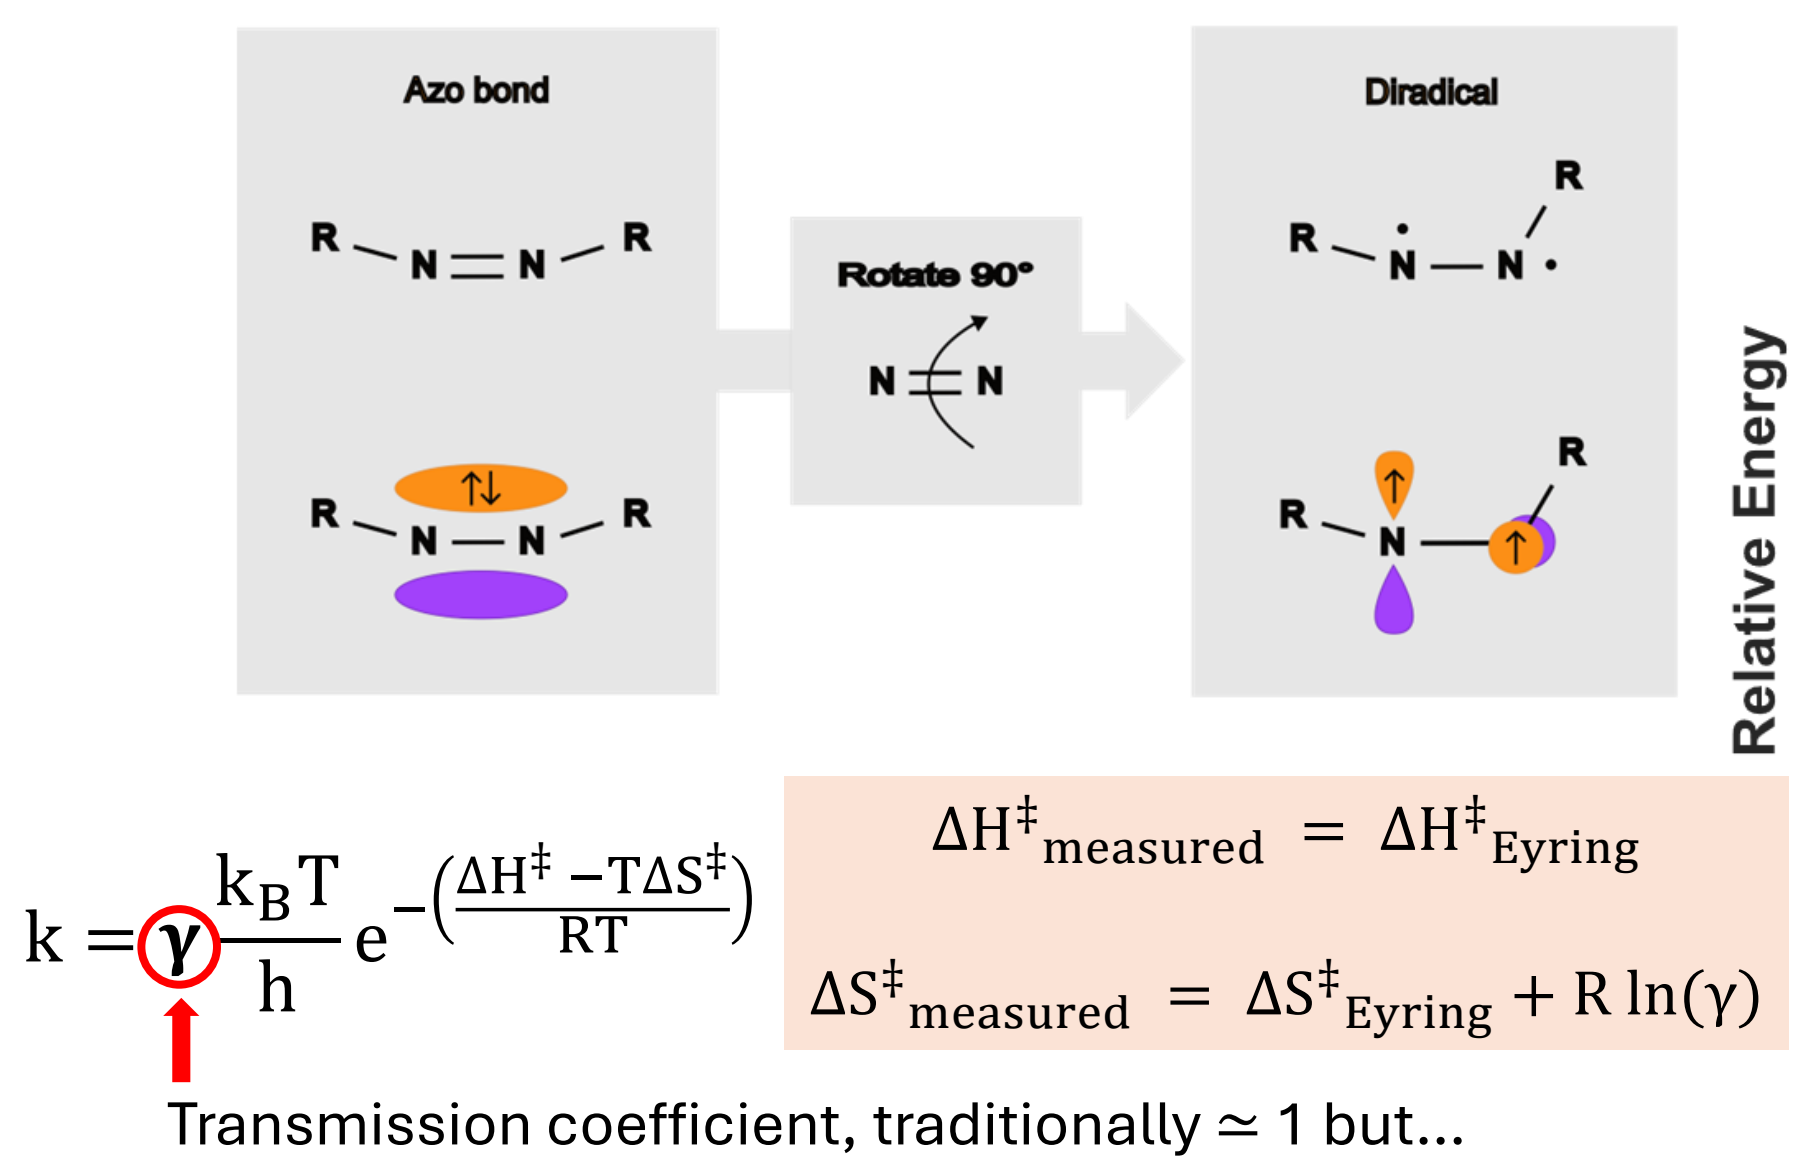 Azo bond
R N N R
R ↑↓ N N R
Rotate 90°
N N
Diradical
R
R N · N ·
R
R ↑ N ↑
Relative Energy
k = γ k_B T / h e^−((ΔH‡ −TΔS‡)/RT)
ΔH‡measured = ΔH‡Eyring
ΔS‡measured = ΔS‡Eyring + R ln(γ)
Transmission coefficient, traditionally ≃ 1 but...